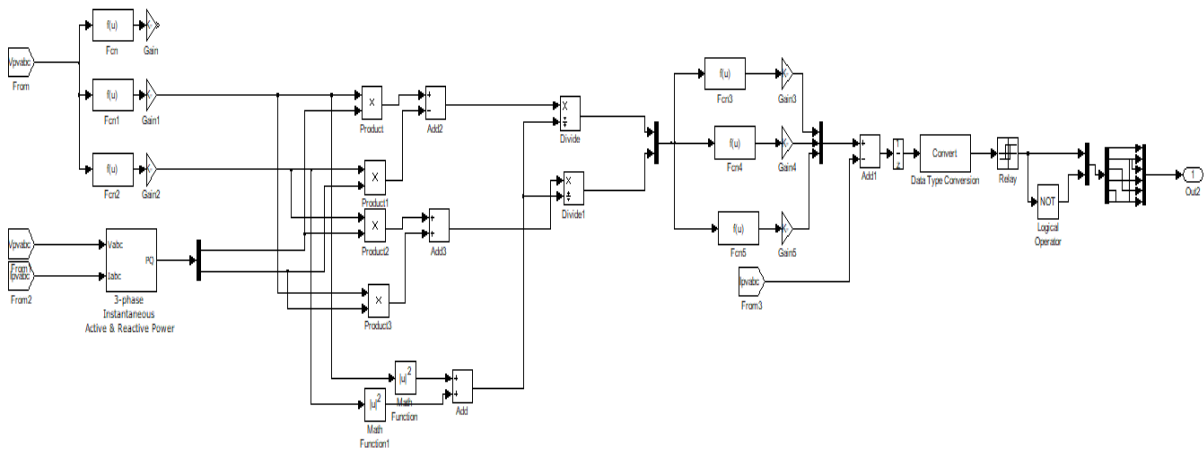 f(u)
Fcn
Gain
Vpvabc
From
f(u)
Fcn1
Gain1
f(u)
Fcn2
Gain2
Vpvabc
From1
Ipvabc
From2
Vabc
Iabc
PQ
3-phase
Instantaneous
Active & Reactive Power
×
Product
×
Product1
×
Product2
×
Product3
+
−
Add2
+
+
Add3
|u|2
Math
Function
|u|2
Math
Function1
+
+
Add
×
÷
Divide
×
÷
Divide1
f(u)
Fcn3
Gain3
f(u)
Fcn4
Gain4
f(u)
Fcn5
Gain5
Ipvabc
From3
+
−
Add1
1
z
Convert
Data Type Conversion
Relay
NOT
Logical
Operator
1
Out2